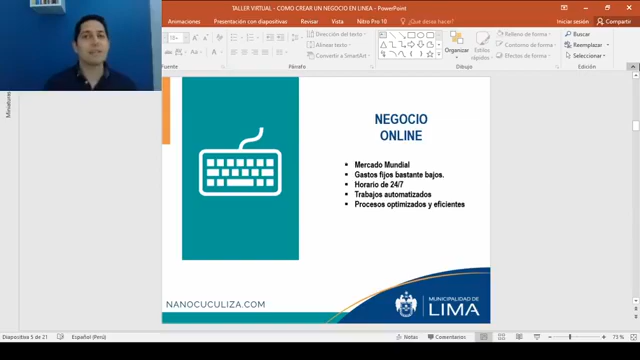 TALLER VIRTUAL - COMO CREAR UN NEGOCIO EN LINEA - PowerPoint
Animaciones Presentación con diapositivas Revisar Vista Nitro Pro 10 ¿Qué desea hacer? Iniciar sesión Compartir
Dirección del texto
Alinear texto
Convertir a SmartArt
Organizar
Estilos rápidos
Relleno de forma
Contorno de forma
Efectos de forma
Buscar
Reemplazar
Seleccionar
Fuente Párrafo Dibujo Edición
Miniaturas
NEGOCIO
ONLINE
Mercado Mundial
Gastos fijos bastante bajos.
Horario de 24/7
Trabajos automatizados
Procesos optimizados y eficientes
NANOCUCULIZA.COM
MUNICIPALIDAD DE
LIMA
Diapositiva 5 de 21 Español (Perú) Notas Comentarios 73 %